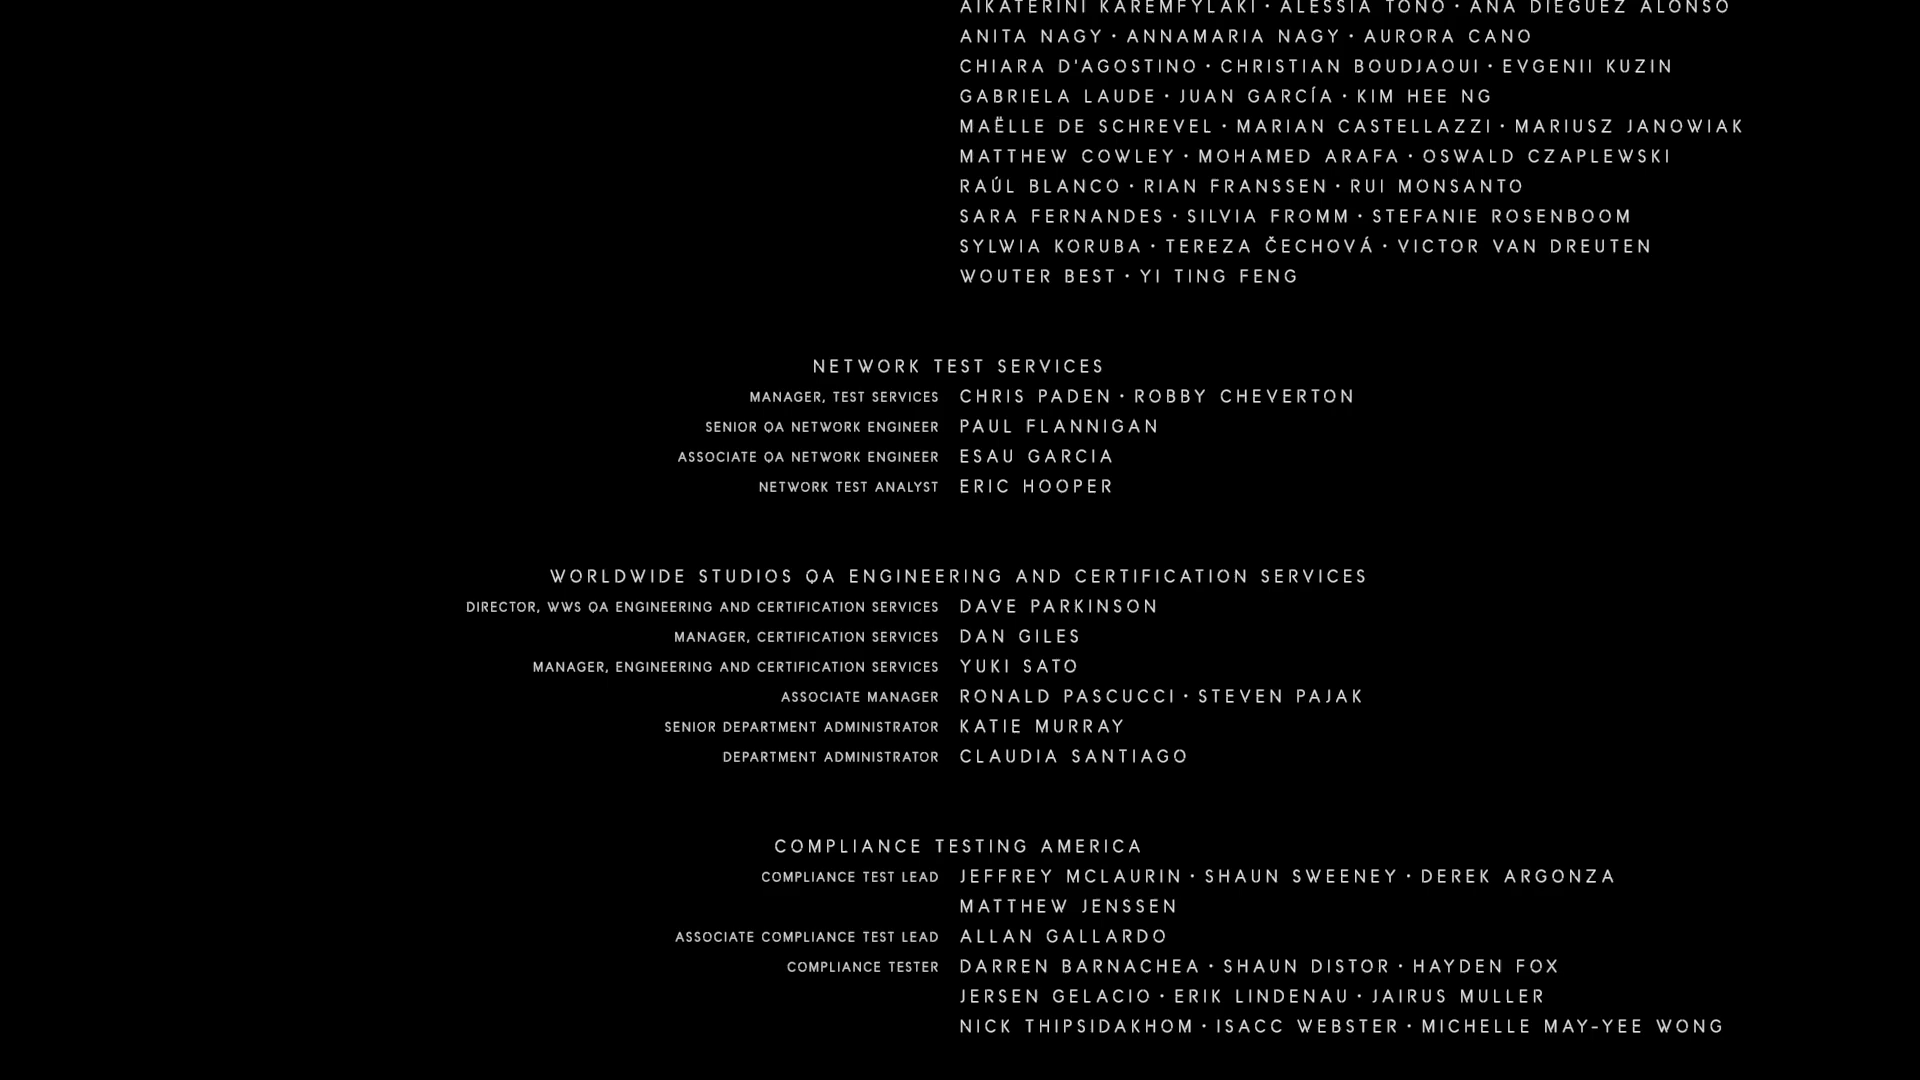 AIKATERINI KAREMFYLAKI · ALESSIA TONO · ANA DIEGUEZ ALONSO
ANITA NAGY · ANNAMARIA NAGY · AURORA CANO
CHIARA D'AGOSTINO · CHRISTIAN BOUDJAOUI · EVGENII KUZIN
GABRIELA LAUDE · JUAN GARCÍA · KIM HEE NG
MAËLLE DE SCHREVEL · MARIAN CASTELLAZZI · MARIUSZ JANOWIAK
MATTHEW COWLEY · MOHAMED ARAFA · OSWALD CZAPLEWSKI
RAÚL BLANCO · RIAN FRANSSEN · RUI MONSANTO
SARA FERNANDES · SILVIA FROMM · STEFANIE ROSENBOOM
SYLWIA KORUBA · TEREZA ČECHOVÁ · VICTOR VAN DREUTEN
WOUTER BEST · YI TING FENG
NETWORK TEST SERVICES
MANAGER, TEST SERVICES CHRIS PADEN · ROBBY CHEVERTON
SENIOR QA NETWORK ENGINEER PAUL FLANNIGAN
ASSOCIATE QA NETWORK ENGINEER ESAU GARCIA
NETWORK TEST ANALYST ERIC HOOPER
WORLDWIDE STUDIOS QA ENGINEERING AND CERTIFICATION SERVICES
DIRECTOR, WWS QA ENGINEERING AND CERTIFICATION SERVICES DAVE PARKINSON
MANAGER, CERTIFICATION SERVICES DAN GILES
MANAGER, ENGINEERING AND CERTIFICATION SERVICES YUKI SATO
ASSOCIATE MANAGER RONALD PASCUCCI · STEVEN PAJAK
SENIOR DEPARTMENT ADMINISTRATOR KATIE MURRAY
DEPARTMENT ADMINISTRATOR CLAUDIA SANTIAGO
COMPLIANCE TESTING AMERICA
COMPLIANCE TEST LEAD JEFFREY MCLAURIN · SHAUN SWEENEY · DEREK ARGONZA
MATTHEW JENSSEN
ASSOCIATE COMPLIANCE TEST LEAD ALLAN GALLARDO
COMPLIANCE TESTER DARREN BARNACHEA · SHAUN DISTOR · HAYDEN FOX
JERSEN GELACIO · ERIK LINDENAU · JAIRUS MULLER
NICK THIPSIDAKHOM · ISACC WEBSTER · MICHELLE MAY-YEE WONG